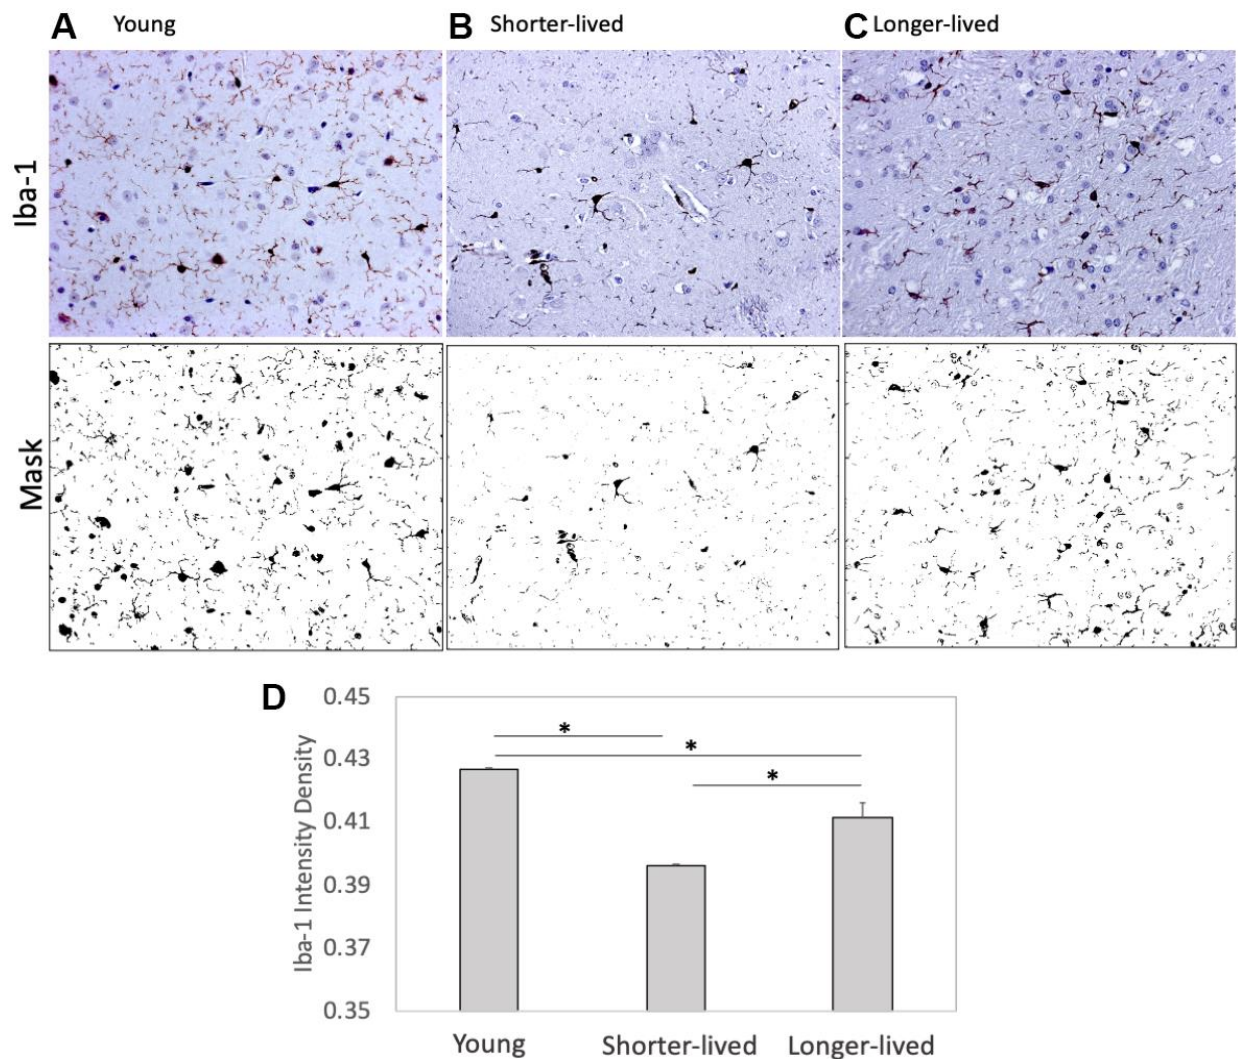 A Young B Shorter-lived C Longer-lived
Iba-1
Mask
D
0.45
0.43
0.41
0.39
0.37
0.35
Iba-1 Intensity Density
*
*
*
Young Shorter-lived Longer-lived